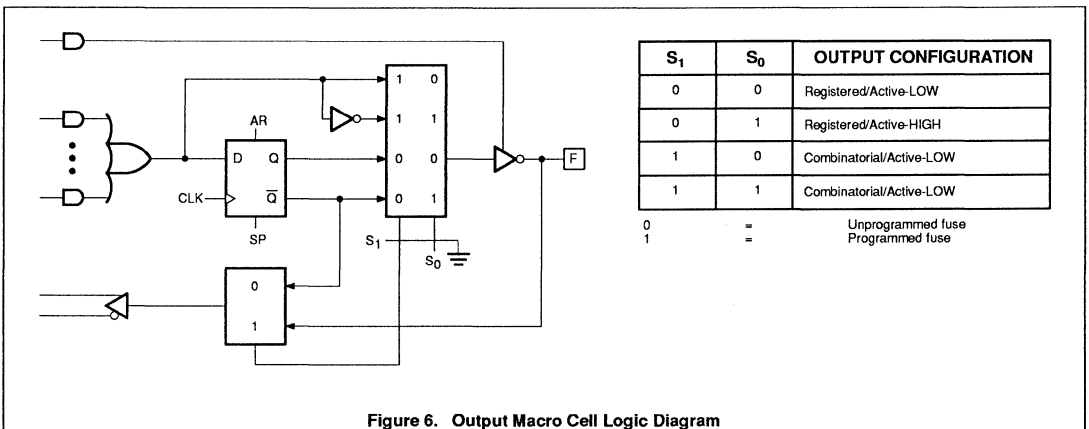 AR
D Q
CLK
Q̅
SP
1 0
1 1
0 0
0 1
F
S₁
S₀
0
1
S₁ S₀ OUTPUT CONFIGURATION
0 0 Registered/Active-LOW
0 1 Registered/Active-HIGH
1 0 Combinatorial/Active-LOW
1 1 Combinatorial/Active-LOW
0 = Unprogrammed fuse
1 = Programmed fuse
Figure 6. Output Macro Cell Logic Diagram